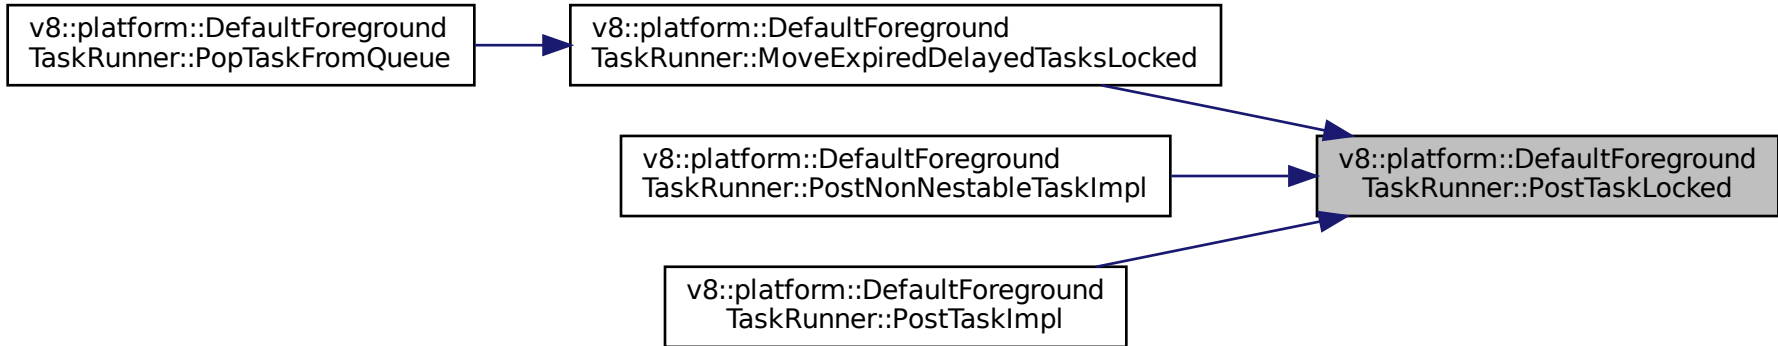 v8::platform::DefaultForeground
TaskRunner::PopTaskFromQueue
v8::platform::DefaultForeground
TaskRunner::MoveExpiredDelayedTasksLocked
v8::platform::DefaultForeground
TaskRunner::PostNonNestableTaskImpl
v8::platform::DefaultForeground
TaskRunner::PostTaskLocked
v8::platform::DefaultForeground
TaskRunner::PostTaskImpl